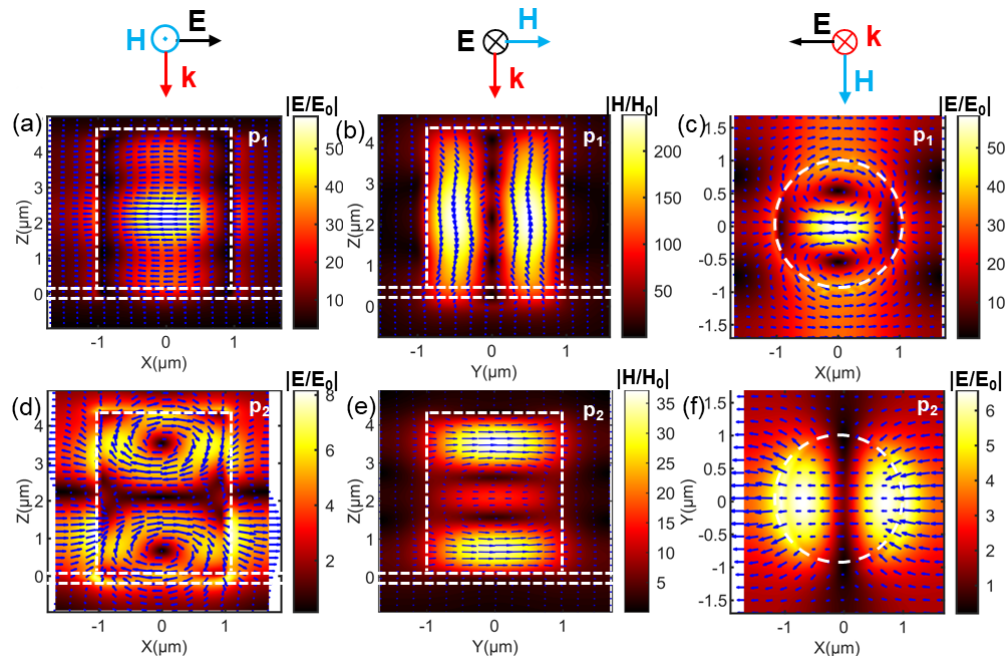 H E
k
E H
k
k
H
(a) |E/E₀|
p₁
Z(µm)
4
3
2
1
0
-1 0 1
X(µm)
50
40
30
20
10
(b) |H/H₀|
p₁
Z(µm)
4
3
2
1
0
-1 0 1
Y(µm)
200
150
100
50
(c) |E/E₀|
p₁
1.5
1
0.5
0
-0.5
-1
-1.5
-1 0 1
X(µm)
50
40
30
20
10
(d) |E/E₀|
p₂
Z(µm)
4
3
2
1
0
-1 0 1
X(µm)
8
6
4
2
(e) |H/H₀|
p₂
Z(µm)
4
3
2
1
0
-1 0 1
Y(µm)
35
30
25
20
15
10
5
(f) |E/E₀|
p₂
Y(µm)
1.5
1
0.5
0
-0.5
-1
-1.5
-1 0 1
X(µm)
6
5
4
3
2
1